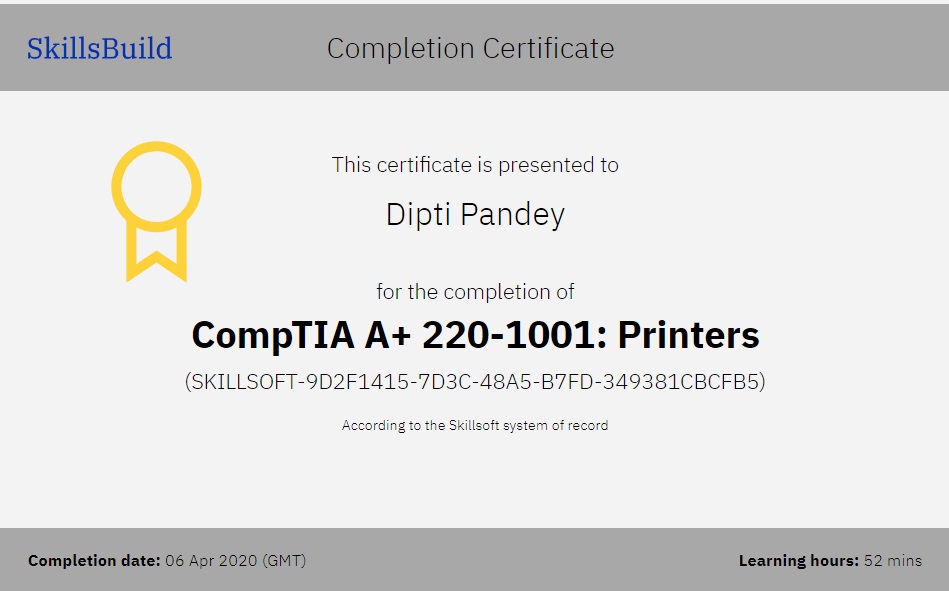 SkillsBuild
Completion Certificate
This certificate is presented to
Dipti Pandey
for the completion of
CompTIA A+ 220-1001: Printers
(SKILLSOFT-9D2F1415-7D3C-48A5-B7FD-349381CBCFB5)
According to the Skillsoft system of record
Completion date: 06 Apr 2020 (GMT)
Learning hours: 52 mins